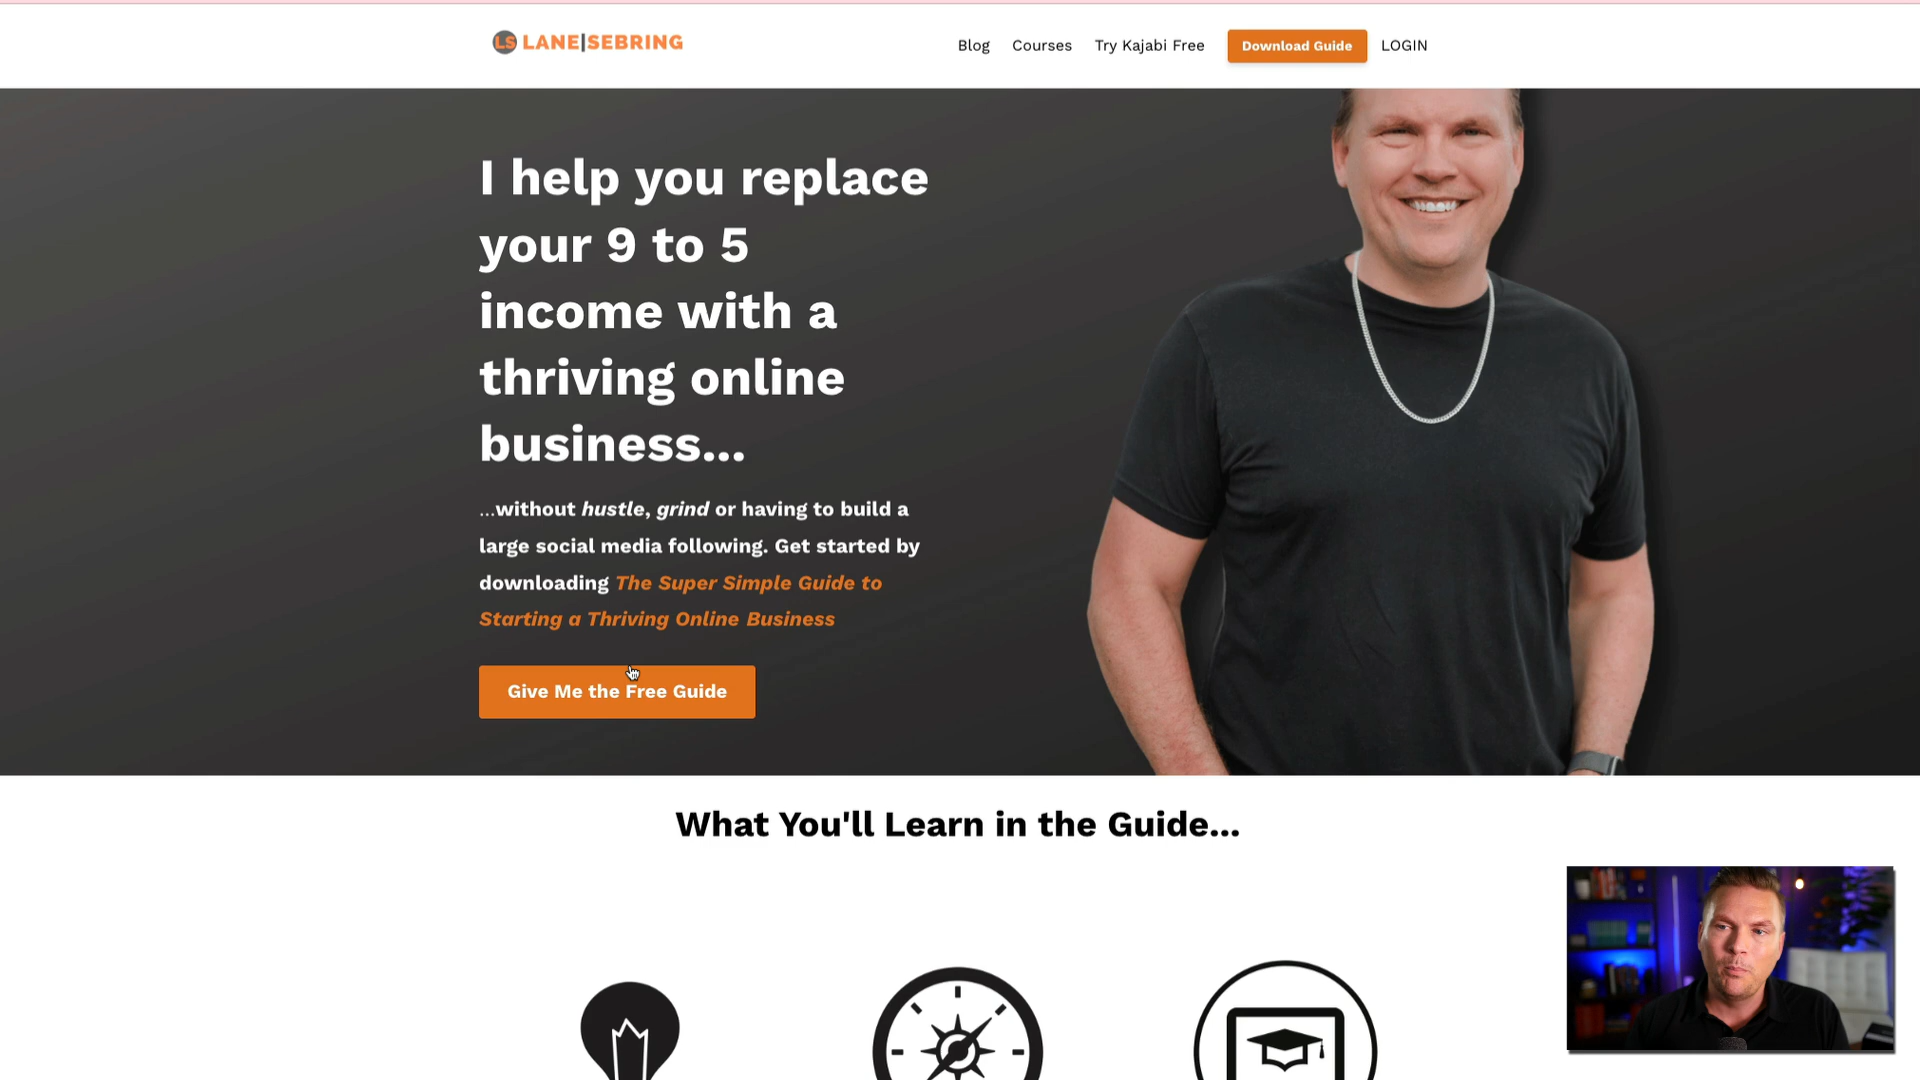 LS LANE|SEBRING
Blog Courses Try Kajabi Free Download Guide LOGIN
I help you replace
your 9 to 5
income with a
thriving online
business...
...without hustle, grind or having to build a
large social media following. Get started by
downloading The Super Simple Guide to
Starting a Thriving Online Business
Give Me the Free Guide
What You'll Learn in the Guide...